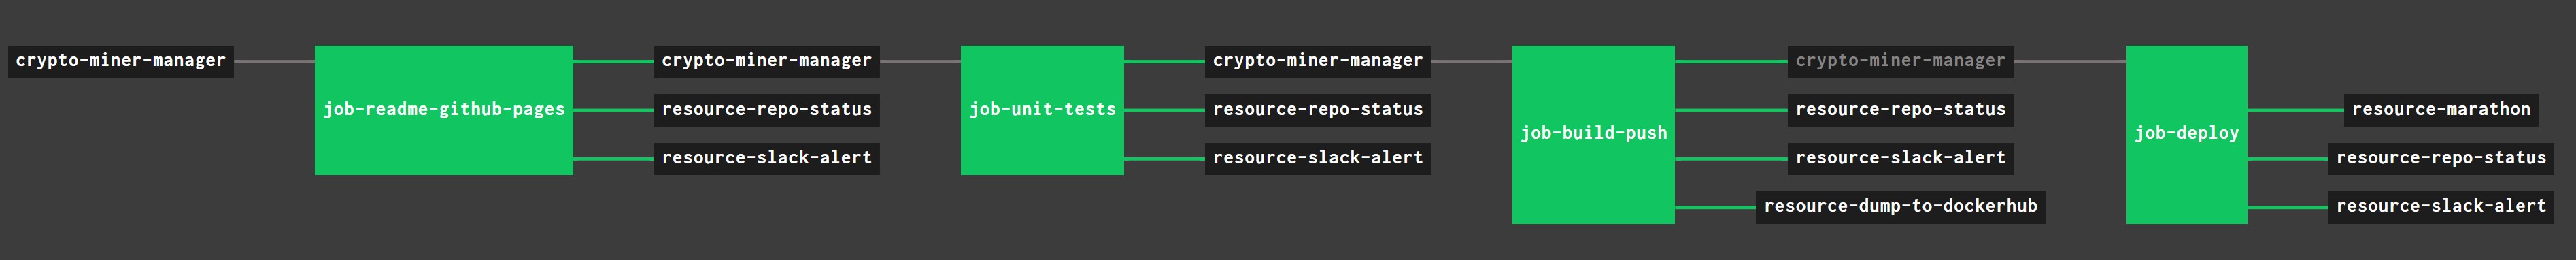 crypto-miner-manager
job-readme-github-pages
crypto-miner-manager
resource-repo-status
resource-slack-alert
job-unit-tests
crypto-miner-manager
resource-repo-status
resource-slack-alert
job-build-push
crypto-miner-manager
resource-repo-status
resource-slack-alert
resource-dump-to-dockerhub
job-deploy
resource-marathon
resource-repo-status
resource-slack-alert